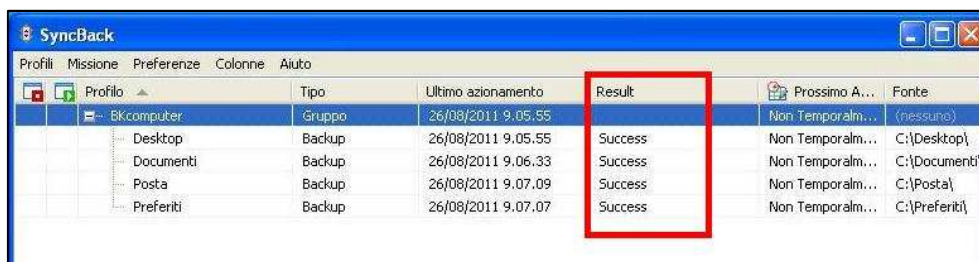 SyncBack
Profili Missione Preferenze Colonne Aiuto
Profilo Tipo Ultimo azionamento Result Prossimo A... Fonte
BKcomputer Gruppo 26/08/2011 9.05.55 Non Temporalm... (nessuno)
Desktop Backup 26/08/2011 9.05.55 Success Non Temporalm... C:\Desktop\
Documenti Backup 26/08/2011 9.06.33 Success Non Temporalm... C:\Documenti\
Posta Backup 26/08/2011 9.07.09 Success Non Temporalm... C:\Posta\
Preferiti Backup 26/08/2011 9.07.07 Success Non Temporalm... C:\Preferiti\